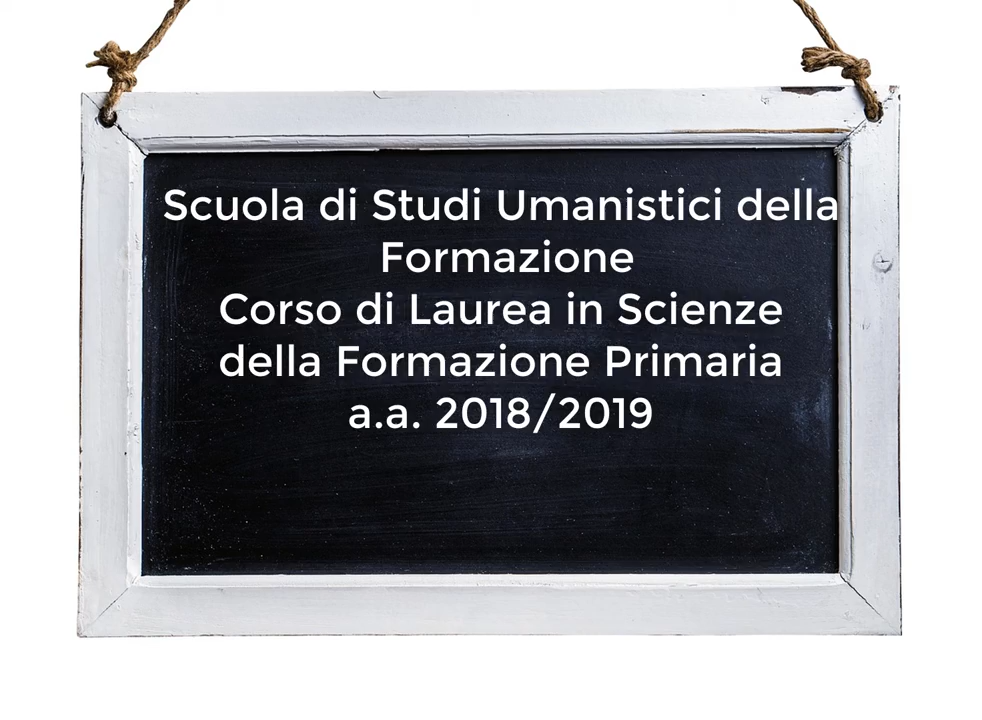 Scuola di Studi Umanistici della
Formazione
Corso di Laurea in Scienze
della Formazione Primaria
a.a. 2018/2019